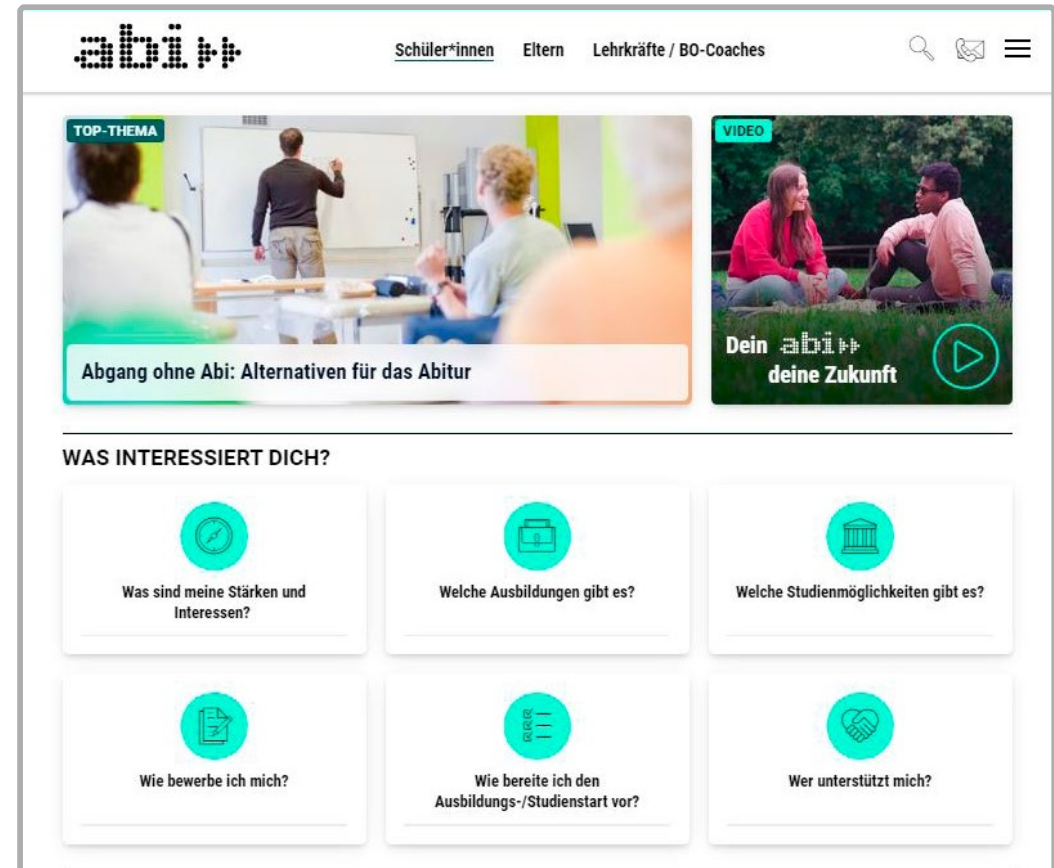 abi
Schüler*innen
Eltern
Lehrkräfte / BO-Coaches
TOP-THEMA
Abgang ohne Abi: Alternativen für das Abitur
VIDEO
Dein abi
deine Zukunft
WAS INTERESSIERT DICH?
Was sind meine Stärken und
Interessen?
Welche Ausbildungen gibt es?
Welche Studienmöglichkeiten gibt es?
Wie bewerbe ich mich?
Wie bereite ich den
Ausbildungs-/Studienstart vor?
Wer unterstützt mich?